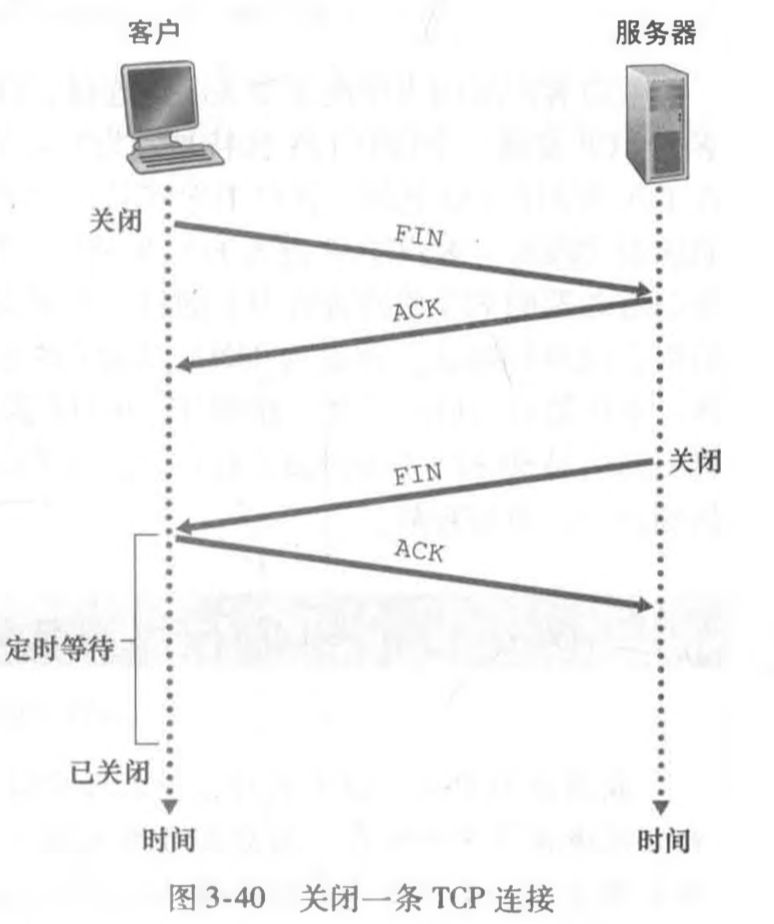 客户 服务器
关闭
FIN
ACK
关闭
FIN
ACK
定时等待
已关闭
时间 时间
图3-40 关闭一条 TCP 连接